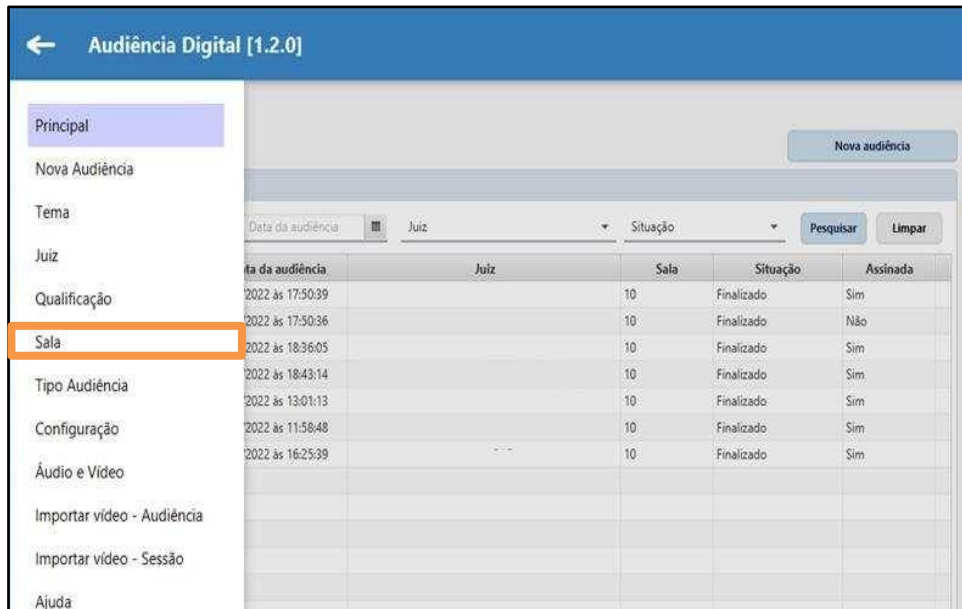 Audiência Digital [1.2.0]
Principal
Nova Audiência
Tema
Juiz
Qualificação
Sala
Tipo Audiência
Configuração
Áudio e Vídeo
Importar vídeo - Audiência
Importar vídeo - Sessão
Ajuda
Nova audiência
Data da audiência Juiz Situação Pesquisar Limpar
ta da audiência Juiz Sala Situação Assinada
/2022 às 17:50:39 10 Finalizado Sim
/2022 às 17:50:36 10 Finalizado Não
/2022 às 18:36:05 10 Finalizado Sim
/2022 às 18:43:14 10 Finalizado Sim
/2022 às 13:01:13 10 Finalizado Sim
/2022 às 11:58:48 10 Finalizado Sim
/2022 às 16:25:39 10 Finalizado Sim